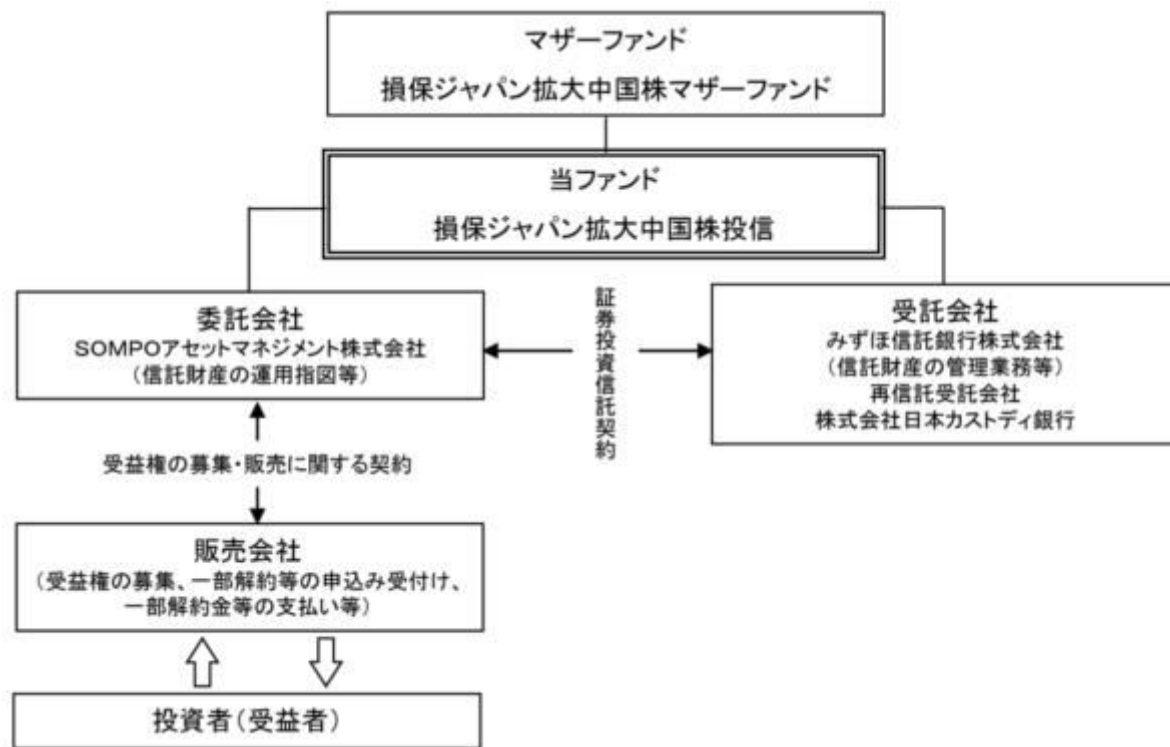 マザーファンド
損保ジャパン拡大中国株マザーファンド
当ファンド
損保ジャパン拡大中国株投信
委託会社
SOMPOアセットマネジメント株式会社
(信託財産の運用指図等)
証券投資信託契約
受託会社
みずほ信託銀行株式会社
(信託財産の管理業務等)
再信託受託会社
株式会社日本カストディ銀行
受益権の募集・販売に関する契約
販売会社
(受益権の募集、一部解約等の申込み受付け、
一部解約金等の支払い等)
投資者(受益者)